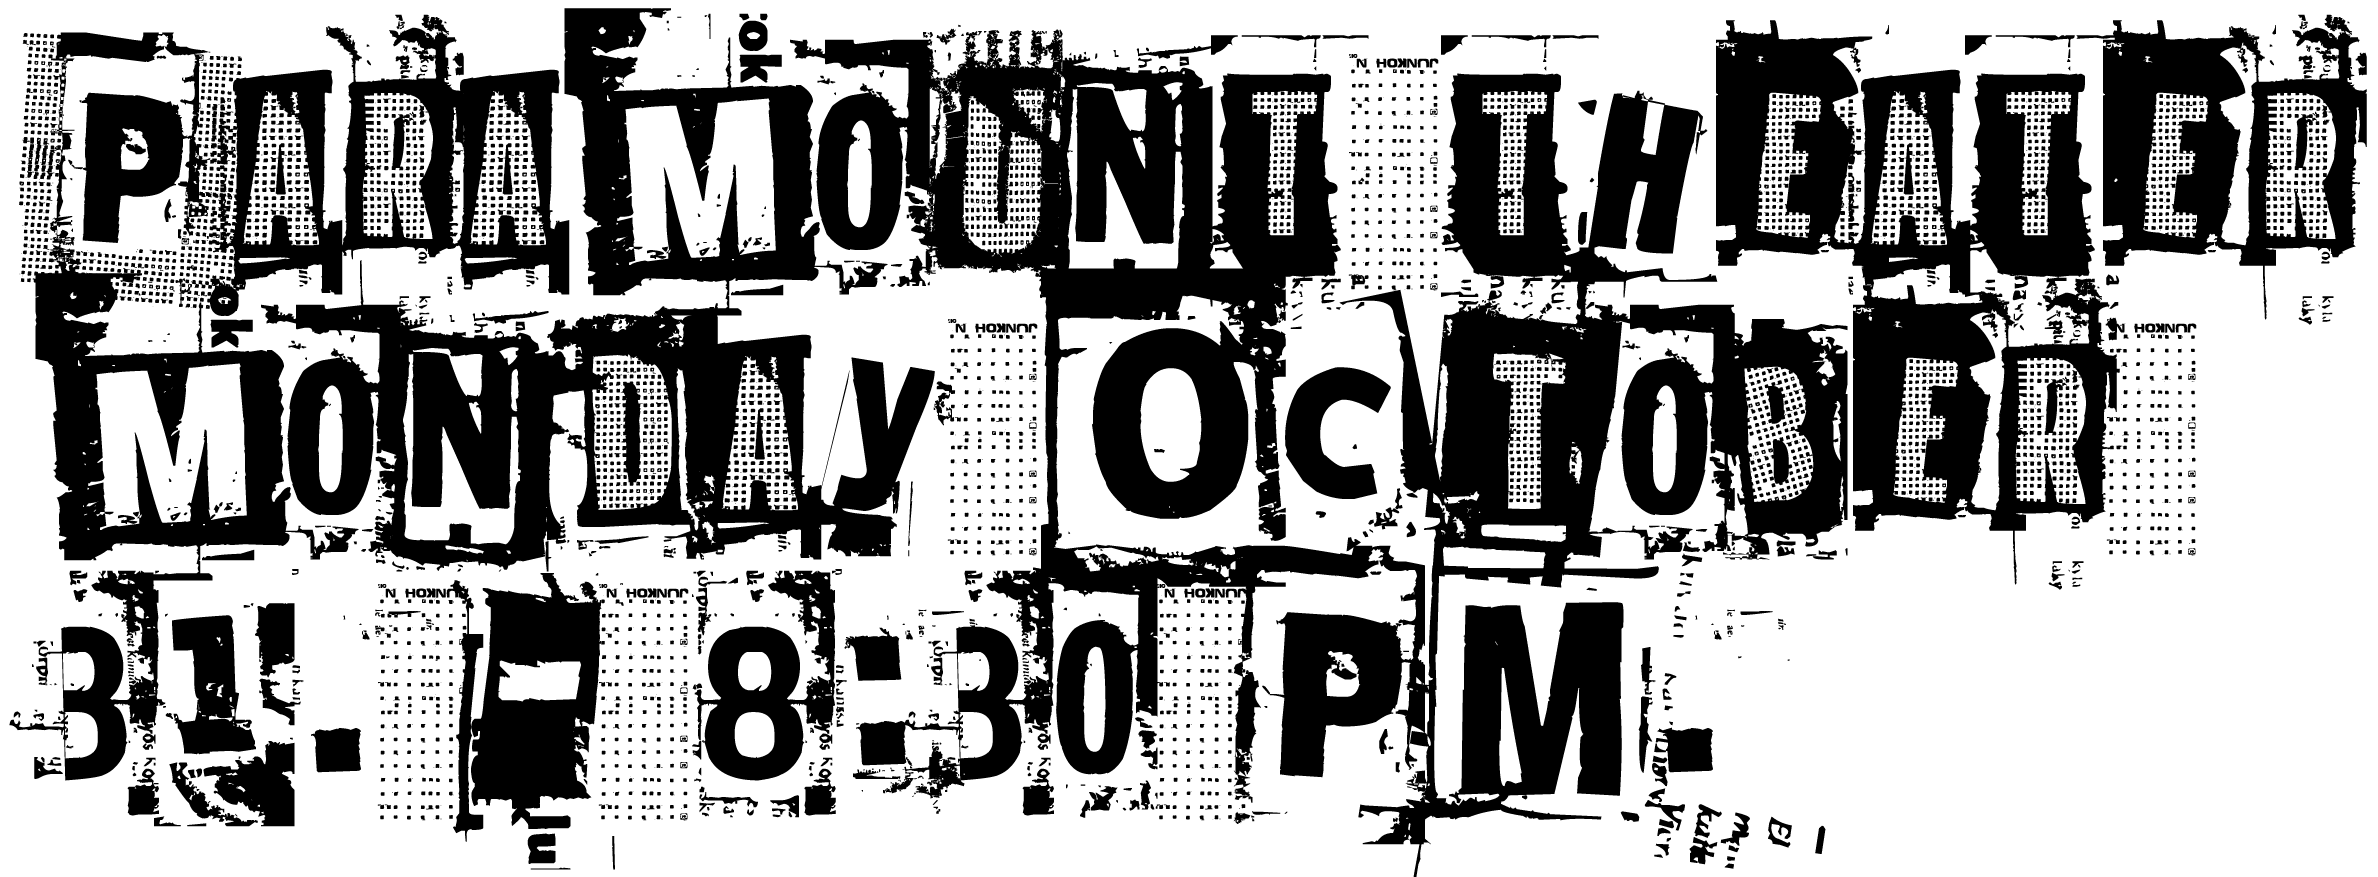 PARAMOUNT THEATER
MONDAy OcTOBER
31. - 8:30 PM.